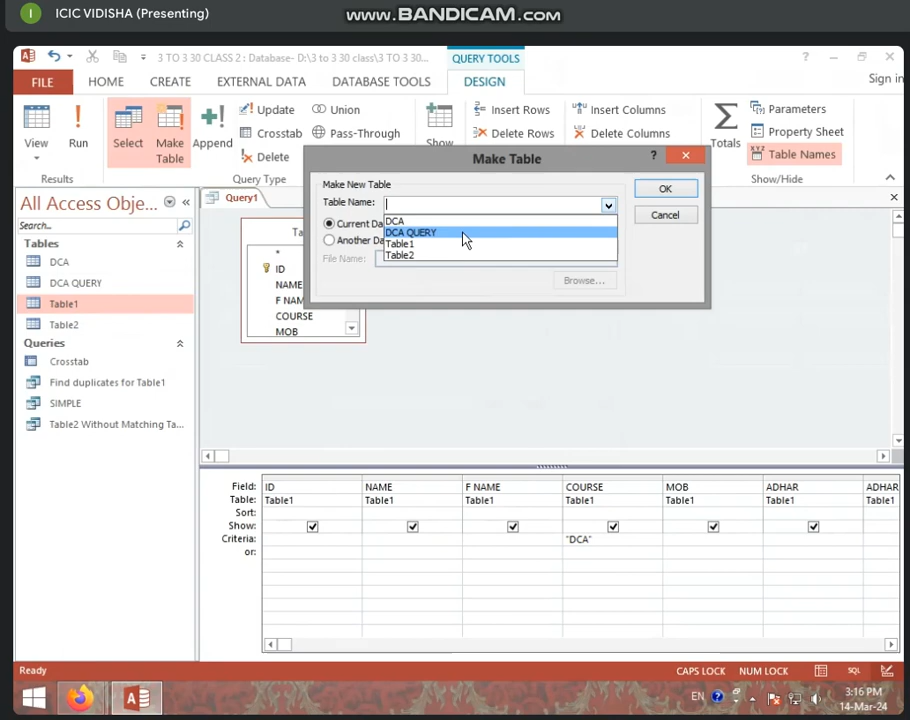 ICIC VIDISHA (Presenting)
www.BANDICAM.com
3 TO 3 30 CLASS 2 : Database- D:\3 to 3 30 class\3 TO 3 30...
QUERY TOOLS
?
FILE HOME CREATE EXTERNAL DATA DATABASE TOOLS DESIGN Sign in
View Run Select Make Table Append Update Crosstab Delete Union Pass-Through Show Insert Rows Delete Rows Insert Columns Delete Columns Totals Parameters Property Sheet Table Names
Results Query Type Show/Hide
All Access Obje...
Search...
Tables
DCA
DCA QUERY
Table1
Table2
Queries
Crosstab
Find duplicates for Table1
SIMPLE
Table2 Without Matching Ta...
Query1
Make Table
?
Make New Table
Table Name:
OK
Cancel
DCA
DCA QUERY
Table1
Table2
Current Da
Another Da
File Name:
Browse...
*
ID
NAME
F NAM
COURSE
MOB
Field: ID NAME F NAME COURSE MOB ADHAR ADHAR
Table: Table1 Table1 Table1 Table1 Table1 Table1 Table1
Sort:
Show:
Criteria: "DCA"
or:
Ready CAPS LOCK NUM LOCK SQL
EN 3:16 PM
14-Mar-24